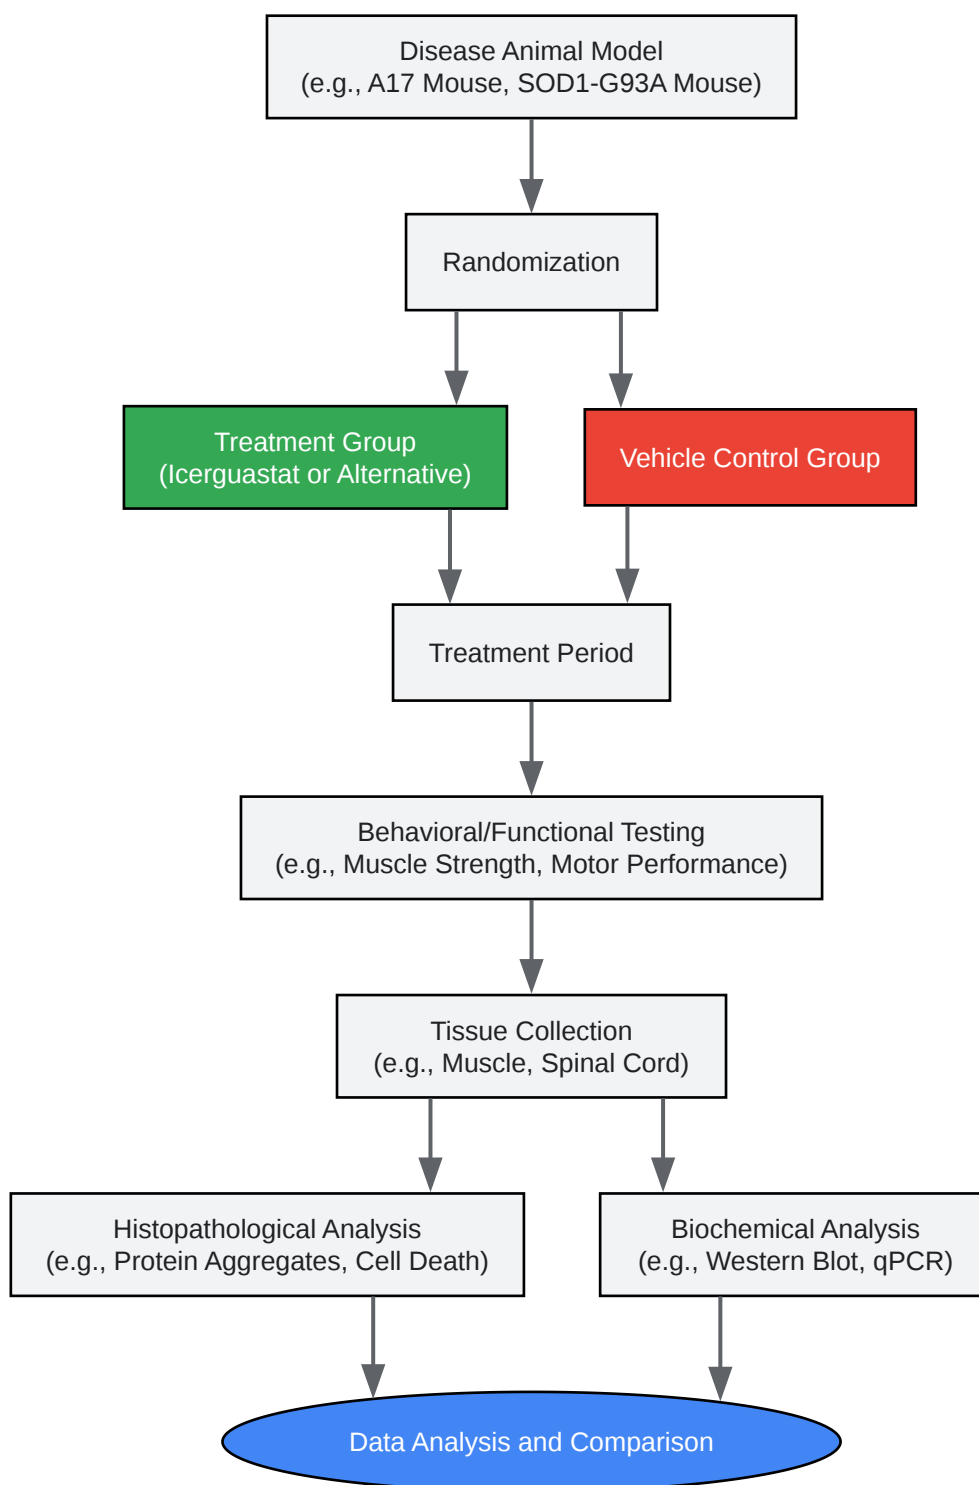 Disease Animal Model
(e.g., A17 Mouse, SOD1-G93A Mouse)
Randomization
Treatment Group
(Icerguastat or Alternative)
Vehicle Control Group
Treatment Period
Behavioral/Functional Testing
(e.g., Muscle Strength, Motor Performance)
Tissue Collection
(e.g., Muscle, Spinal Cord)
Histopathological Analysis
(e.g., Protein Aggregates, Cell Death)
Biochemical Analysis
(e.g., Western Blot, qPCR)
Data Analysis and Comparison